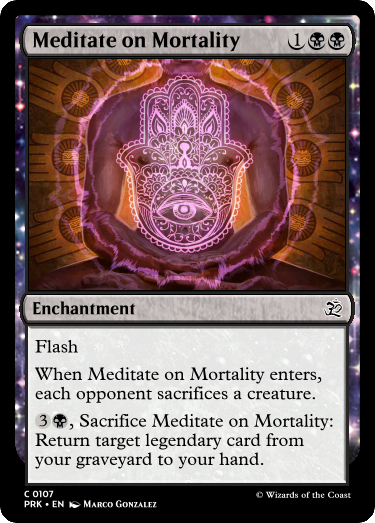 Meditate on Mortality 1
Enchantment
Flash
When Meditate on Mortality enters,
each opponent sacrifices a creature.
3, Sacrifice Meditate on Mortality:
Return target legendary card from
your graveyard to your hand.
C 0107
PRK • EN Marco Gonzalez
© Wizards of the Coast